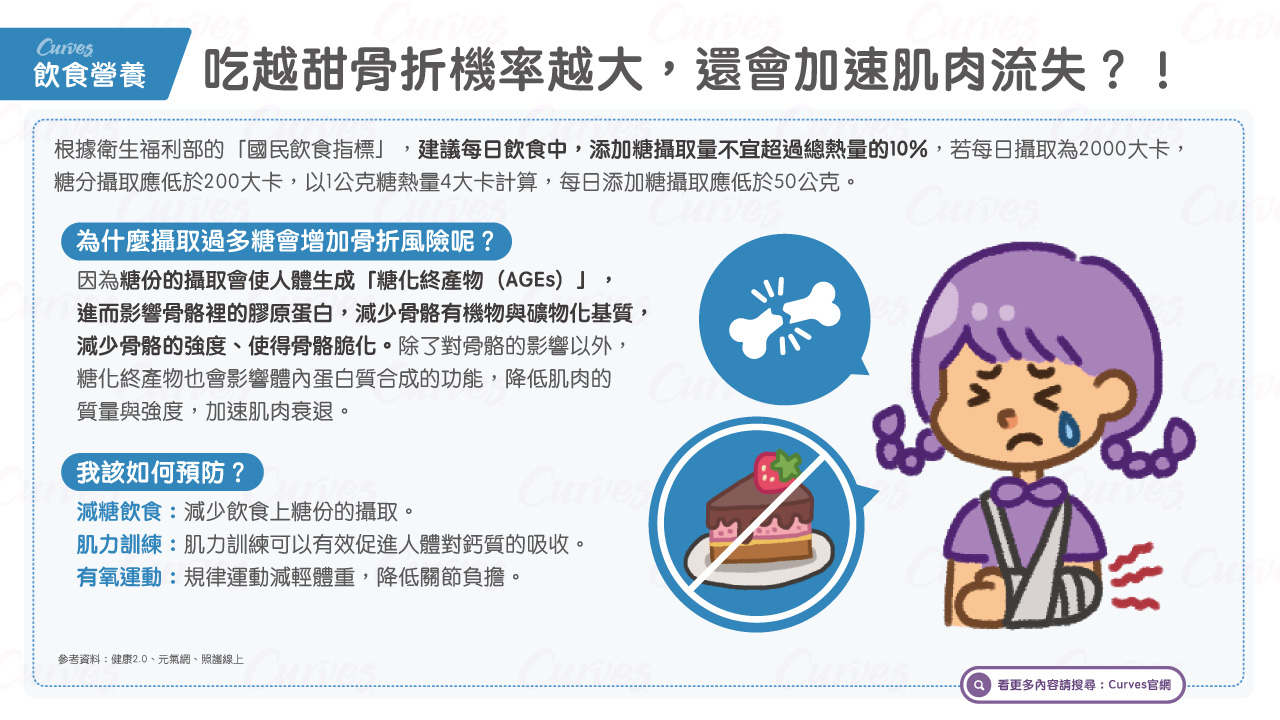 Curves
飲食營養
吃越甜骨折機率越大，還會加速肌肉流失？！
根據衛生福利部的「國民飲食指標」，建議每日飲食中，添加糖攝取量不宜超過總熱量的10%，若每日攝取為2000大卡，
糖分攝取應低於200大卡，以1公克糖熱量4大卡計算，每日添加糖攝取應低於50公克。
為什麼攝取過多糖會增加骨折風險呢？
因為糖份的攝取會使人體生成「糖化終產物（AGEs）」，
進而影響骨骼裡的膠原蛋白，減少骨骼有機物與礦物化基質，
減少骨骼的強度、使得骨骼脆化。除了對骨骼的影響以外，
糖化終產物也會影響體內蛋白質合成的功能，降低肌肉的
質量與強度，加速肌肉衰退。
我該如何預防？
減糖飲食：減少飲食上糖份的攝取。
肌力訓練：肌力訓練可以有效促進人體對鈣質的吸收。
有氧運動：規律運動減輕體重，降低關節負擔。
參考資料：健康2.0、元氣網、照護線上
看更多內容請搜尋：Curves官網